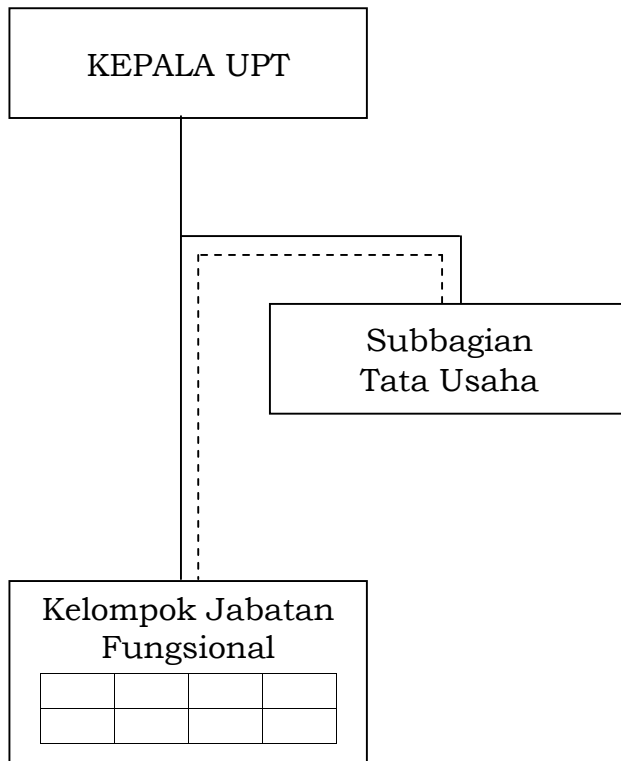 KEPALA UPT
Subbagian
Tata Usaha
Kelompok Jabatan
Fungsional